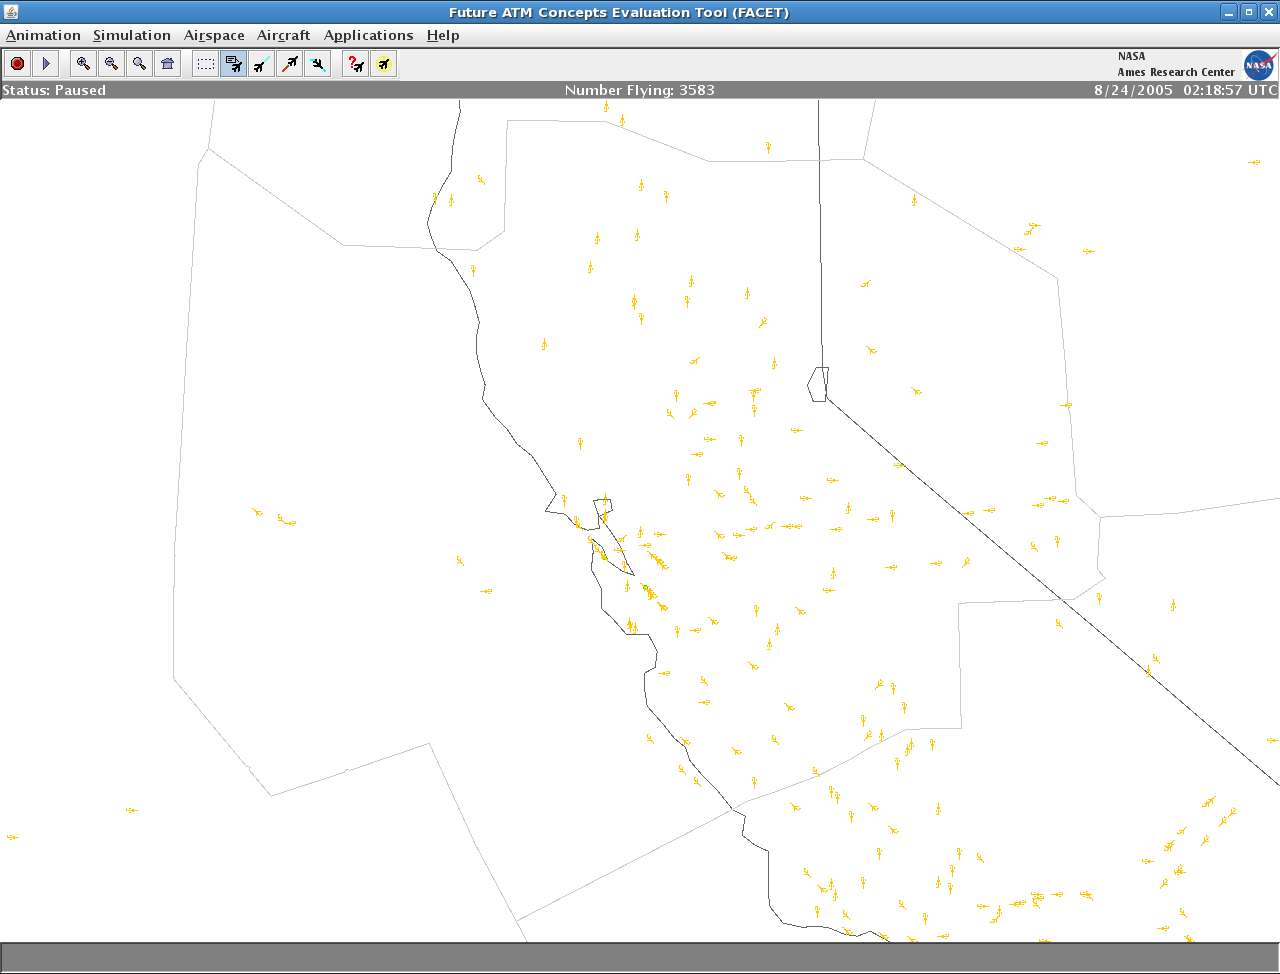 Future ATM Concepts Evaluation Tool (FACET)
Animation Simulation Airspace Aircraft Applications Help
NASA
Ames Research Center
NASA
Status: Paused Number Flying: 3583 8/24/2005 02:18:57 UTC